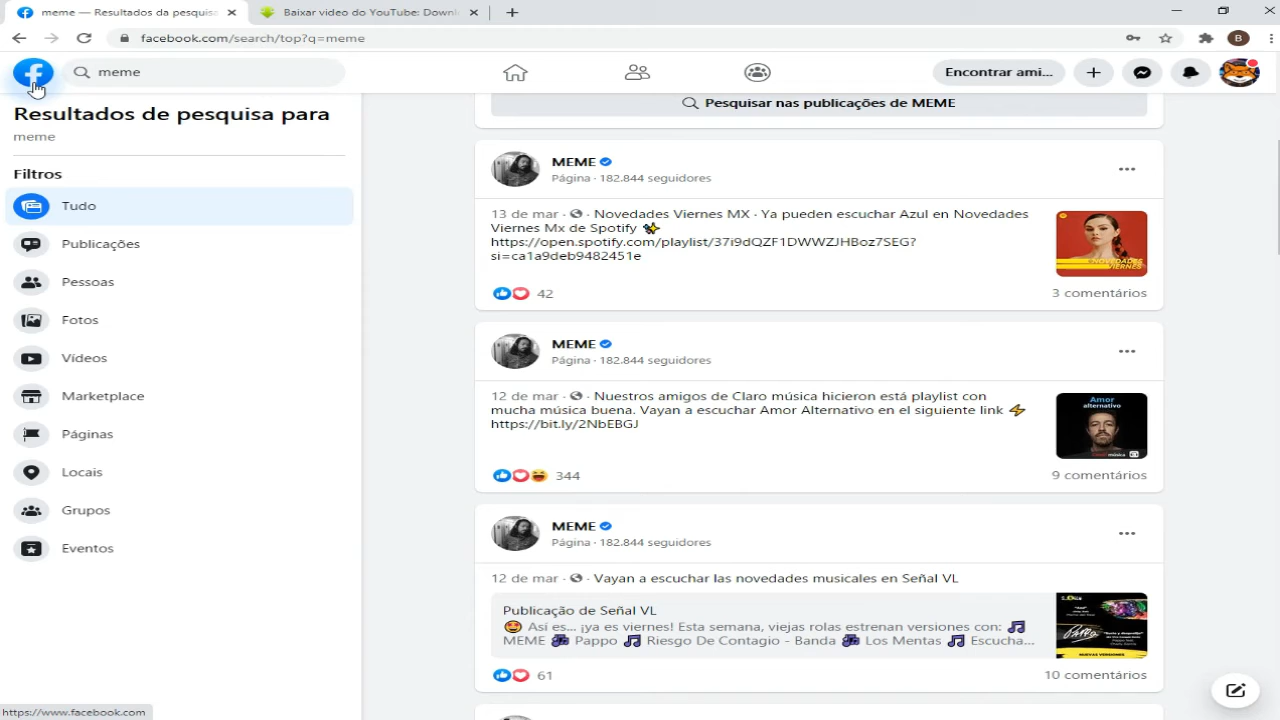 meme — Resultados da pesquisa
Baixar video do YouTube: Downl
facebook.com/search/top?q=meme
B
meme
Encontrar ami...
Resultados de pesquisa para
meme
Filtros
Tudo
Publicações
Pessoas
Fotos
Vídeos
Marketplace
Páginas
Locais
Grupos
Eventos
Pesquisar nas publicações de MEME
MEME
Página · 182.844 seguidores
13 de mar · Novedades Viernes MX · Ya pueden escuchar Azul en Novedades
Viernes Mx de Spotify
https://open.spotify.com/playlist/37i9dQZF1DWWZJHBoz7SEG?
si=ca1a9deb9482451e
NOVEDADES
VIERNES
42
3 comentários
MEME
Página · 182.844 seguidores
12 de mar · Nuestros amigos de Claro música hicieron está playlist con
mucha música buena. Vayan a escuchar Amor Alternativo en el siguiente link
https://bit.ly/2NbEBGJ
Amor
alternativo
344
9 comentários
MEME
Página · 182.844 seguidores
12 de mar · Vayan a escuchar las novedades musicales en Señal VL
Publicação de Señal VL
Así es... ¡ya es viernes! Esta semana, viejas rolas estrenan versiones con:
MEME Pappo Riesgo De Contagio - Banda Los Mentas Escucha...
NUEVAS VERSIONES
61
10 comentários
https://www.facebook.com